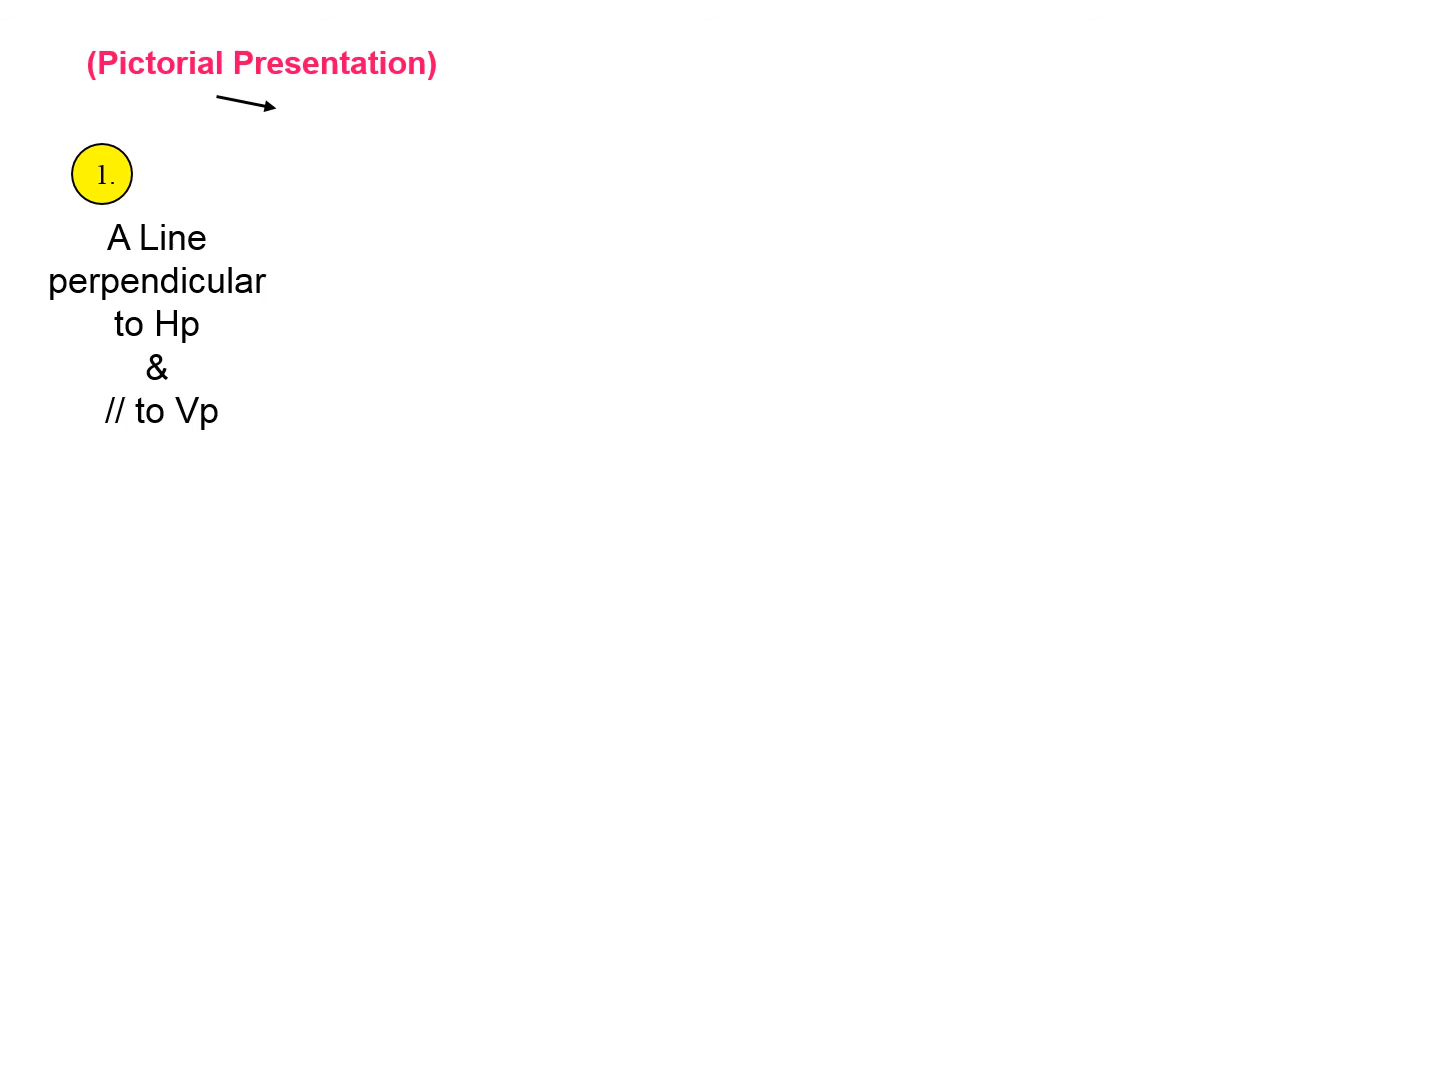 (Pictorial Presentation)
1.
A Line
perpendicular
to Hp
&
// to Vp